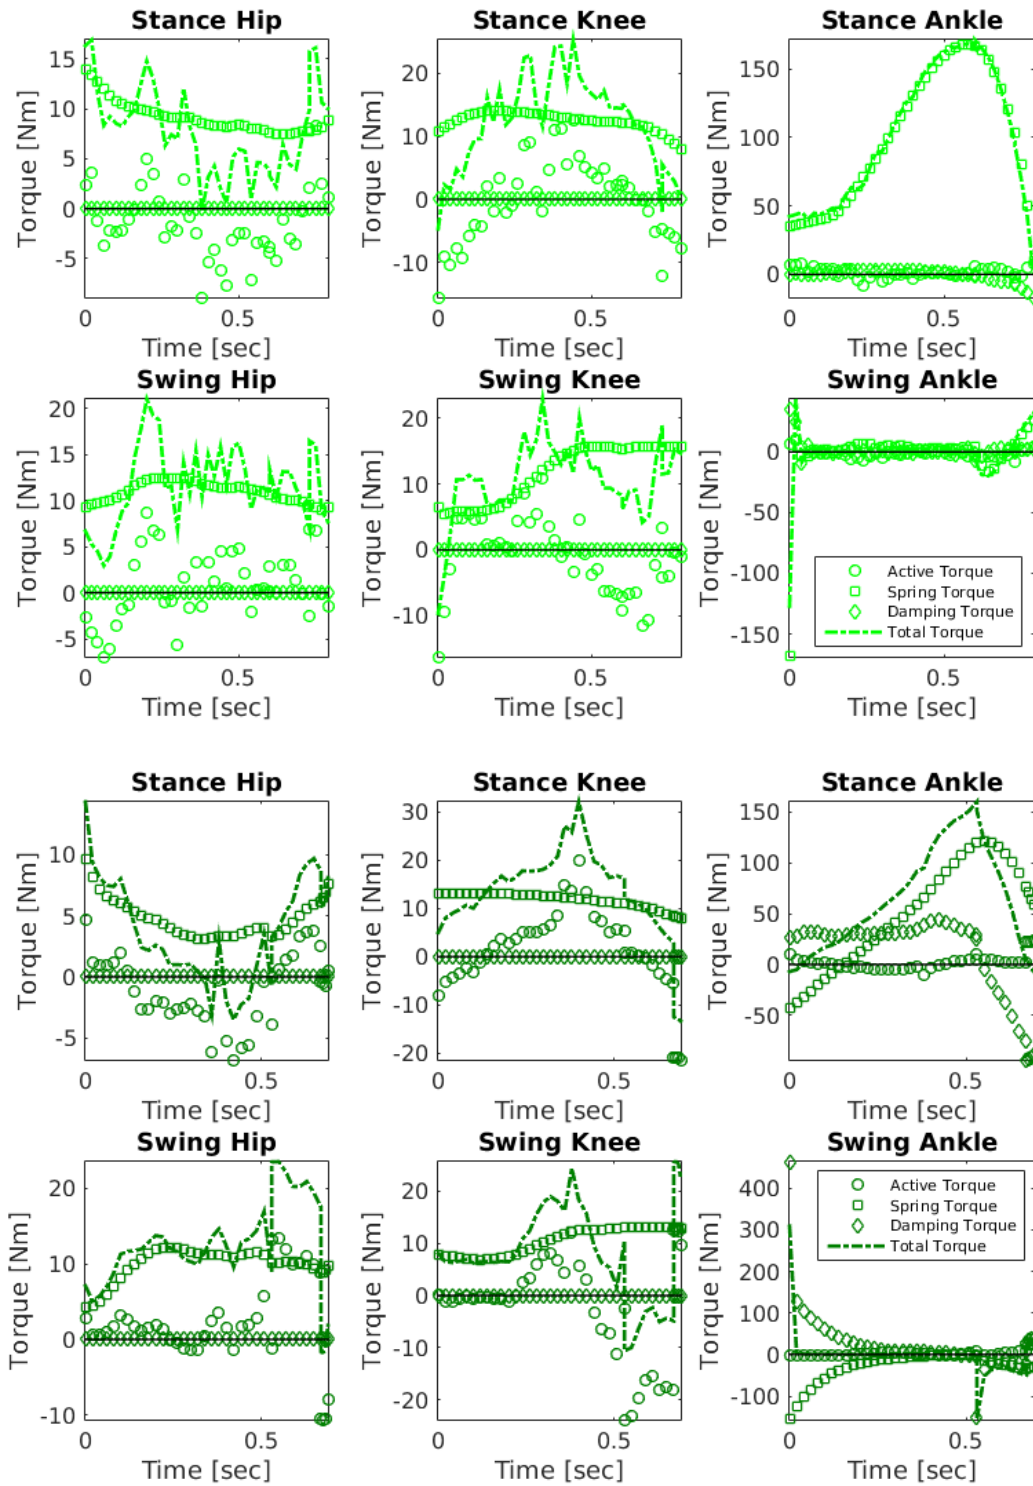 Stance Hip
Stance Knee
Stance Ankle
Torque [Nm]
15
10
5
0
-5
0
0.5
Time [sec]
Torque [Nm]
20
10
0
-10
0
0.5
Time [sec]
Torque [Nm]
150
100
50
0
0
0.5
Time [sec]
Swing Hip
Swing Knee
Swing Ankle
Torque [Nm]
20
15
10
5
0
-5
0
0.5
Time [sec]
Torque [Nm]
20
10
0
-10
0
0.5
Time [sec]
Torque [Nm]
0
-50
-100
-150
0
0.5
Time [sec]
Active Torque
Spring Torque
Damping Torque
Total Torque
Stance Hip
Stance Knee
Stance Ankle
Torque [Nm]
10
5
0
-5
0
0.5
Time [sec]
Torque [Nm]
30
20
10
0
-10
-20
0
0.5
Time [sec]
Torque [Nm]
150
100
50
0
-50
0
0.5
Time [sec]
Swing Hip
Swing Knee
Swing Ankle
Torque [Nm]
20
10
0
-10
0
0.5
Time [sec]
Torque [Nm]
20
10
0
-10
-20
0
0.5
Time [sec]
Torque [Nm]
400
300
200
100
0
-100
0
0.5
Time [sec]
Active Torque
Spring Torque
Damping Torque
Total Torque